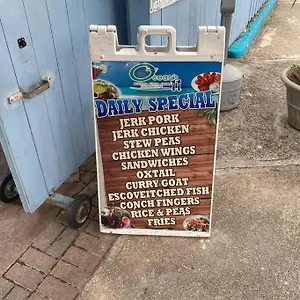 DAILY SPECIAL
JERK PORK
JERK CHICKEN
STEW PEAS
CHICKEN WINGS
SANDWICHES
OXTAIL
CURRY GOAT
ESCOVEITCHED FISH
CONCH FINGERS
RICE & PEAS
FRIES